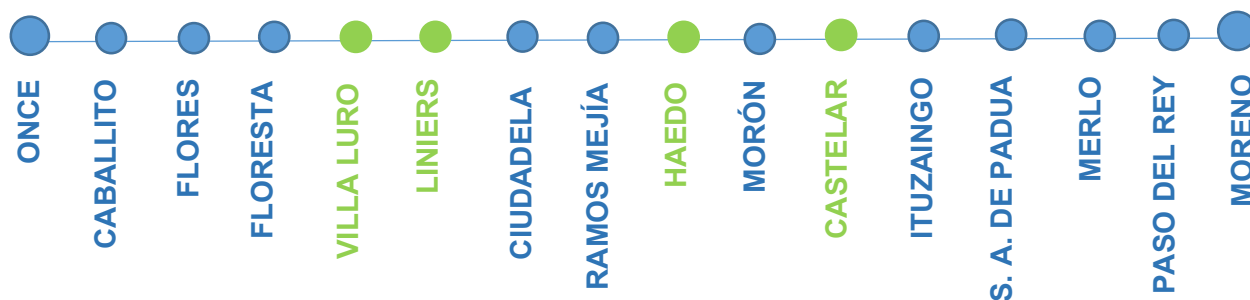 ONCE
CABALLITO
FLORES
FLORESTA
VILLA LURO
LINIERS
CIUDADELA
RAMOS MEJÍA
HAEDO
MORÓN
CASTELAR
ITUZAINGO
S. A. DE PADUA
MERLO
PASO DEL REY
MORENO